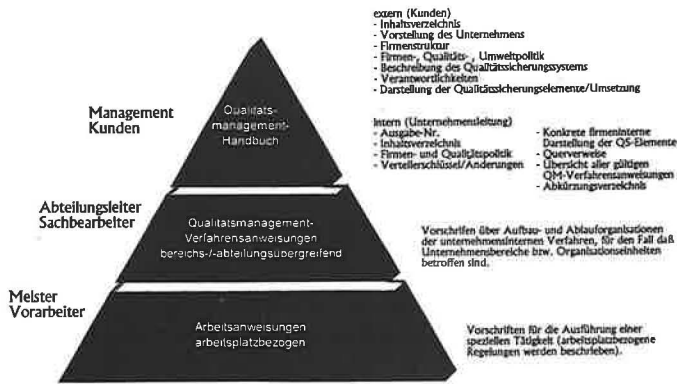 extern (Kunden)
- Inhaltsverzeichnis
- Vorstellung des Unternehmens
- Firmenstruktur
- Firmen-, Qualitäts- , Umweltpolitik
- Beschreibung des Qualitätssicherungssystems
- Verantwortlichkeiten
- Darstellung der Qualitätssicherungselemente/Umsetzung
Management
Kunden
Qualitäts-
management-
Handbuch
intern (Unternehmensleitung)
- Ausgabe-Nr.
- Inhaltsverzeichnis
- Firmen- und Qualitätspolitik
- Verteilerschlüssel/Änderungen
- Konkrete firmeninterne
Darstellung der QS-Elemente
- Querverweise
- Übersicht aller gültigen
QM-Verfahrensanweisungen
- Abkürzungsverzeichnis
Abteilungsleiter
Sachbearbeiter
Qualitätsmanagement-
Verfahrensanweisungen
bereichs-/-abteilungsübergreifend
Vorschrifen über Aufbau- und Ablauforganisationen
der unternehmensinternen Verfahren, für den Fall daß
Unternehmensbereiche bzw. Organisationseinheiten
betroffen sind.
Meister
Vorarbeiter
Arbeitsanweisungen
arbeitsplatzbezogen
Vorschriften für die Ausführung einer
speziellen Tätigkeit (arbeitsplatzbezogene
Regelungen werden beschrieben).